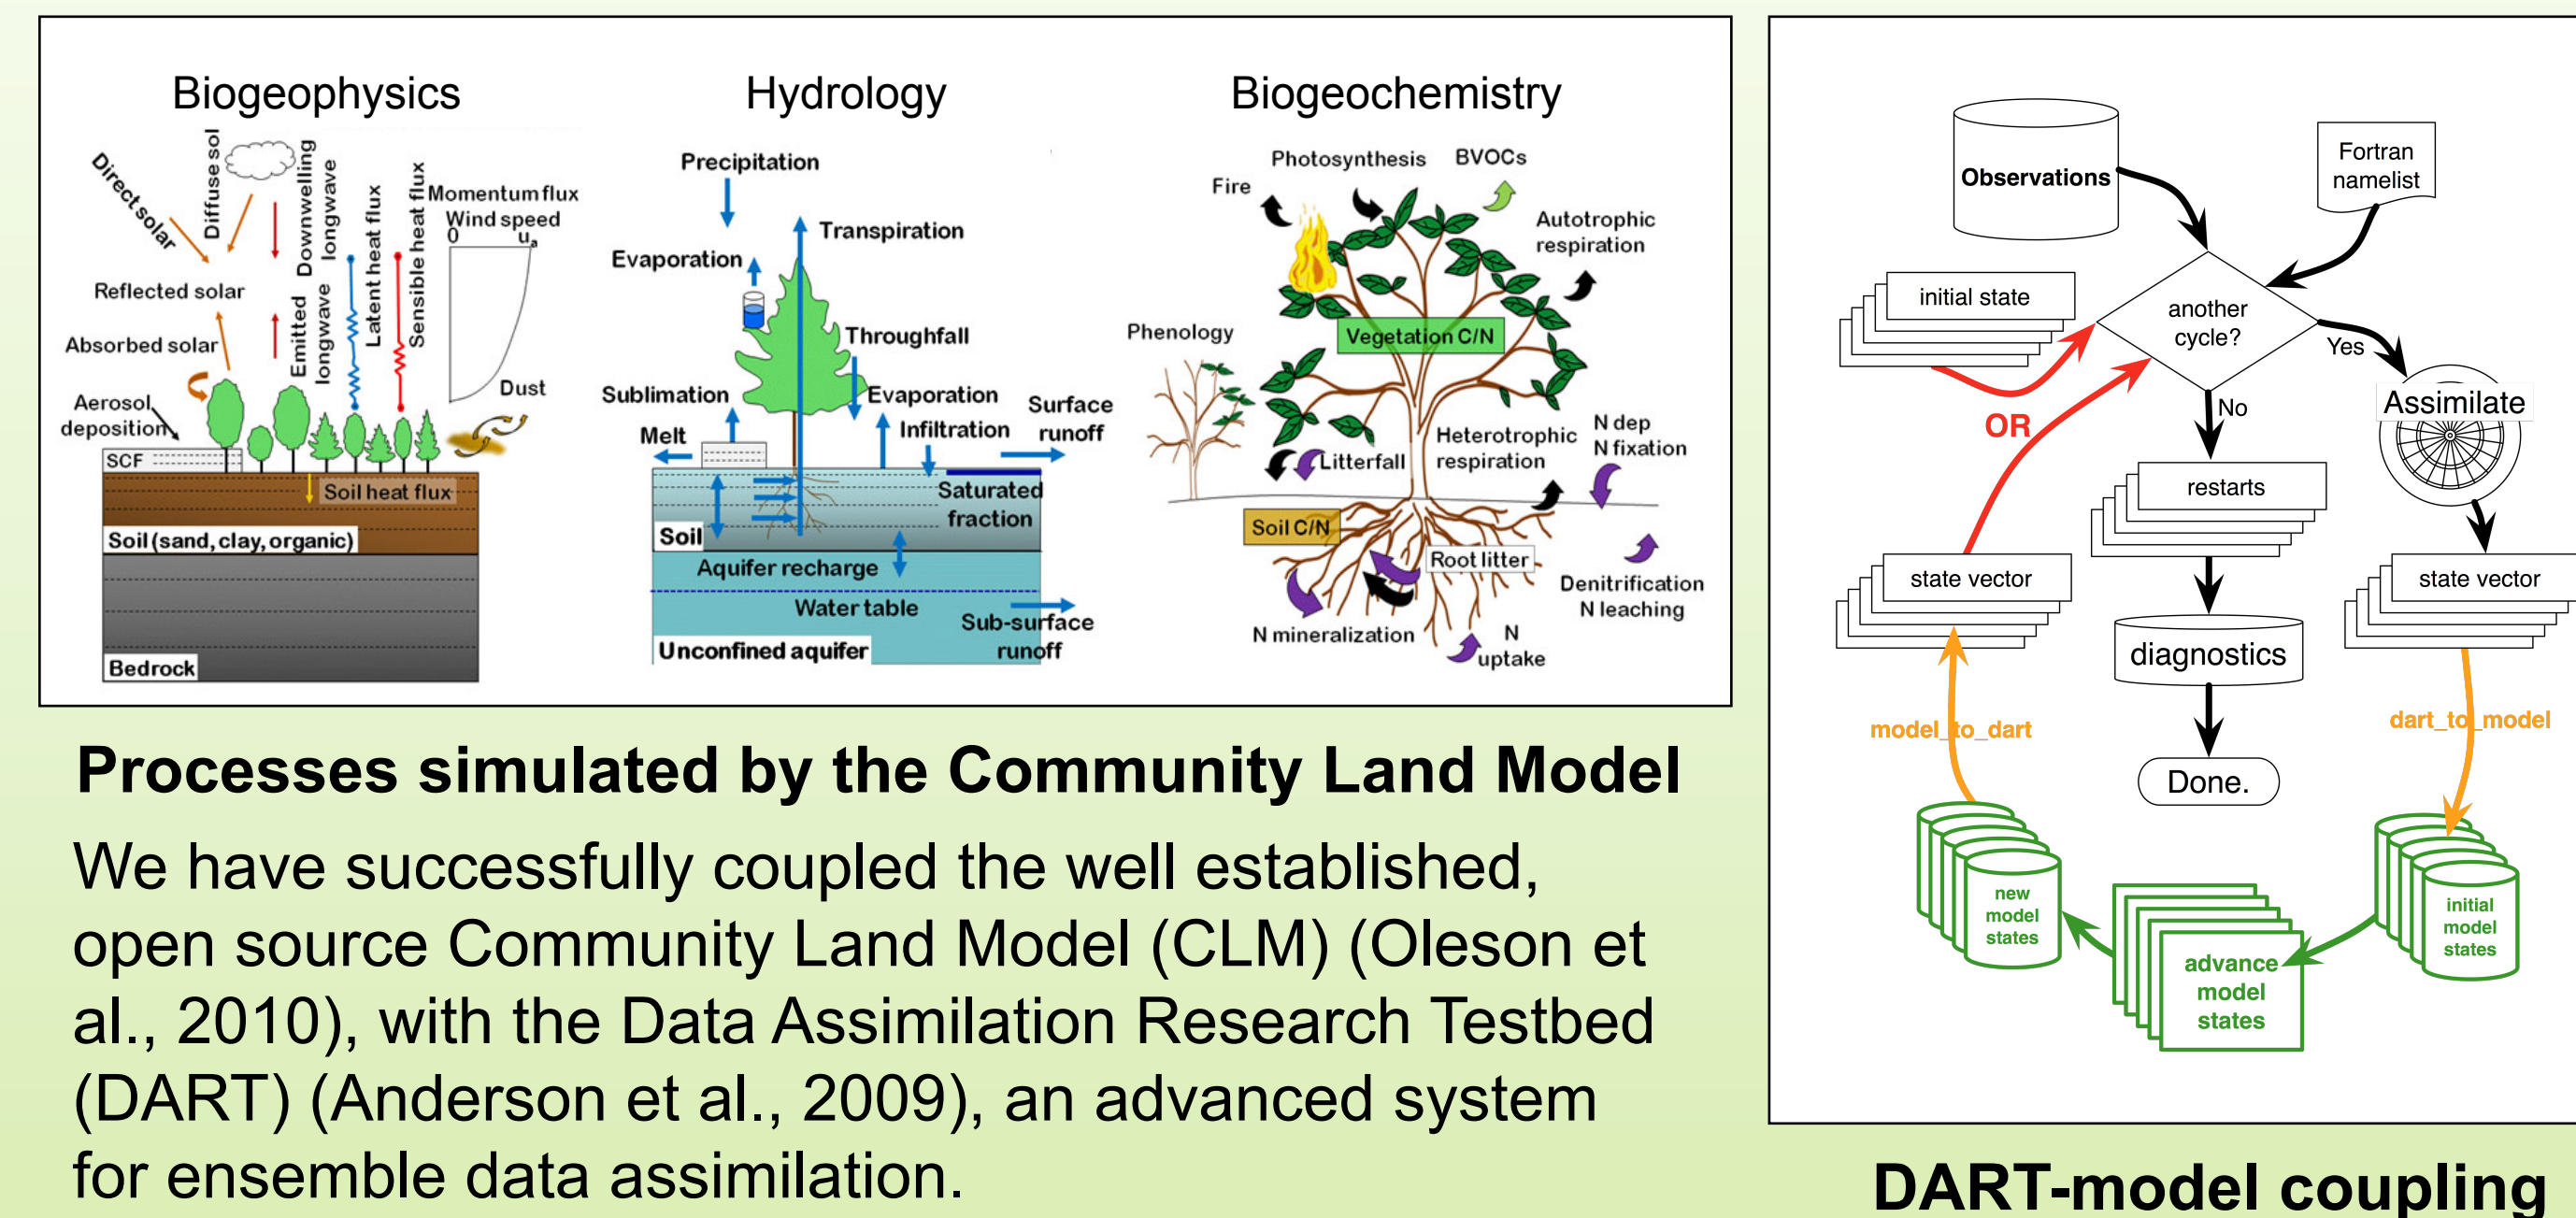 Biogeophysics
Direct solar
Diffuse sol
Downwelling
longwave
Emitted
longwave
Latent heat flux
Sensible heat flux
Momentum flux
Wind speed
0 ua
Reflected solar
Absorbed solar
Dust
Aerosol
deposition
SCF
Soil heat flux
Soil (sand, clay, organic)
Bedrock
Hydrology
Precipitation
Transpiration
Evaporation
Throughfall
Sublimation
Evaporation
Surface
runoff
Melt
Infiltration
Saturated
fraction
Soil
Aquifer recharge
Water table
Sub-surface
runoff
Unconfined aquifer
Biogeochemistry
Photosynthesis
BVOCs
Fire
Autotrophic
respiration
Phenology
Vegetation C/N
Heterotrophic
respiration
N dep
N fixation
Litterfall
Soil C/N
Root litter
Denitrification
N leaching
N mineralization
N
uptake
Processes simulated by the Community Land Model
We have successfully coupled the well established,
open source Community Land Model (CLM) (Oleson et
al., 2010), with the Data Assimilation Research Testbed
(DART) (Anderson et al., 2009), an advanced system
for ensemble data assimilation.
Observations
Fortran
namelist
initial state
another
cycle?
Yes
No
OR
Assimilate
restarts
state vector
state vector
diagnostics
model_to_dart
dart_to_model
Done.
new
model
states
advance
model
states
initial
model
states
DART-model coupling